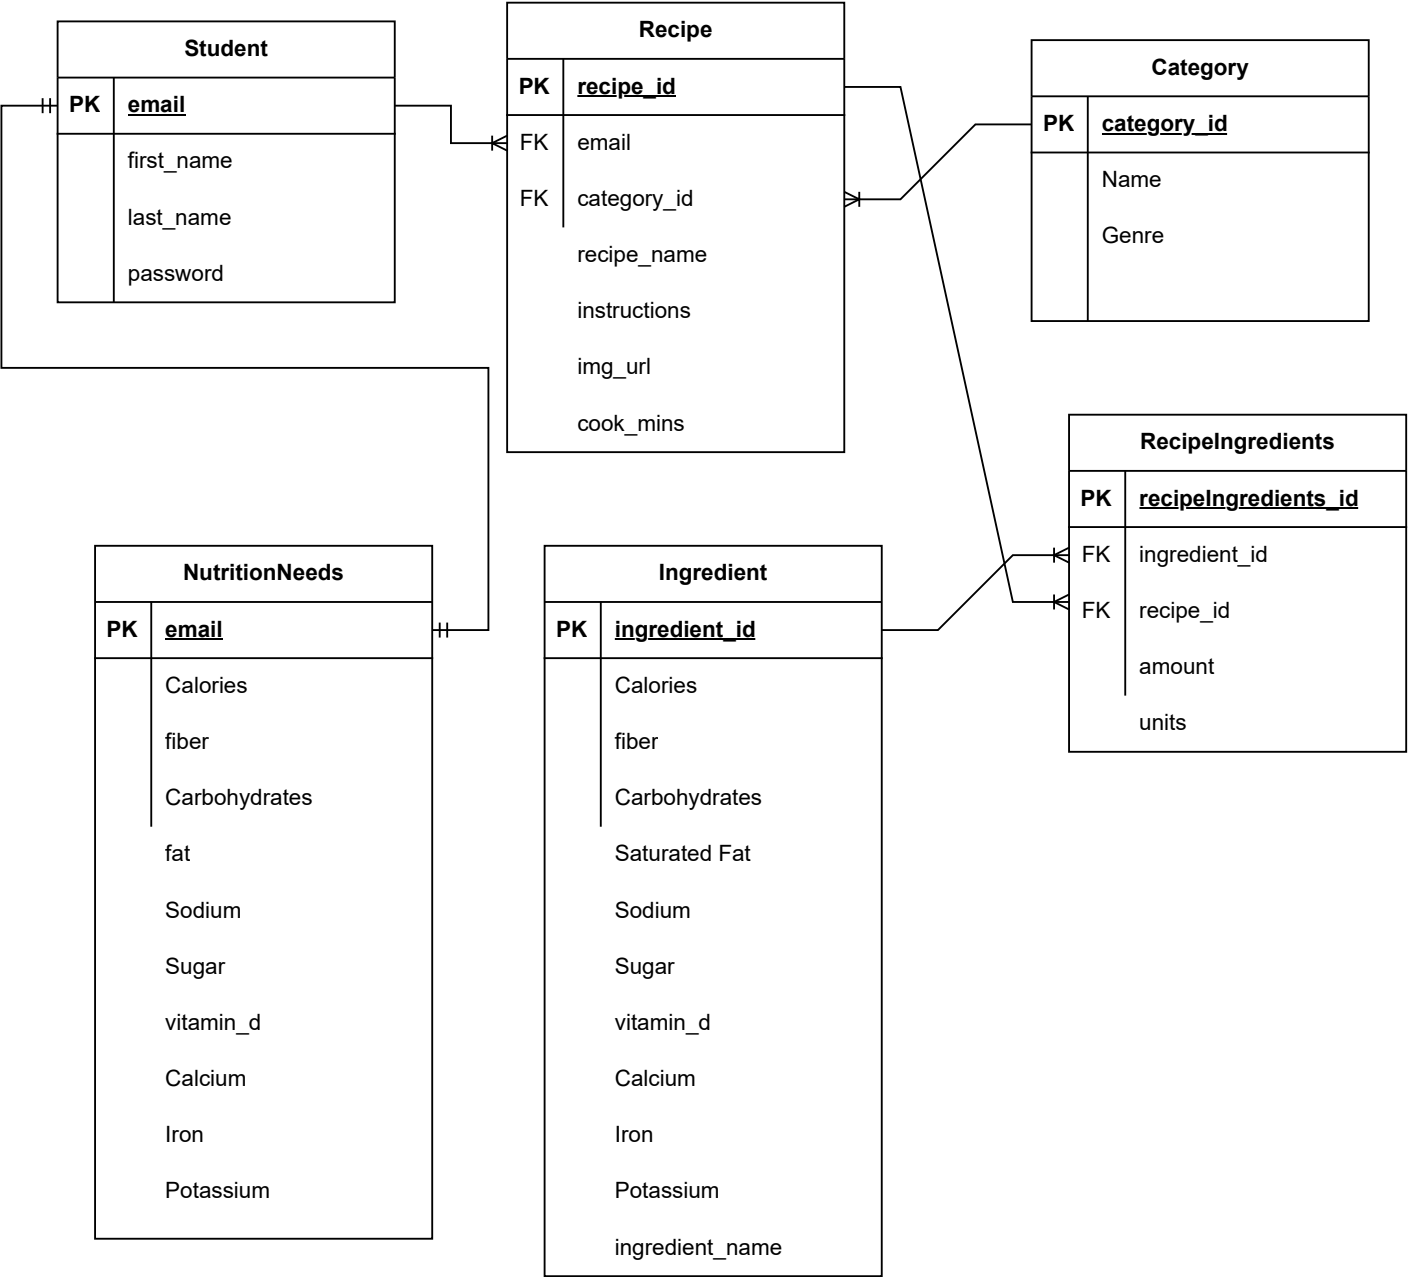 Student
PK email
first_name
last_name
password
Recipe
PK recipe_id
FK email
FK category_id
recipe_name
instructions
img_url
cook_mins
Category
PK category_id
Name
Genre
RecipeIngredients
PK recipeIngredients_id
FK ingredient_id
FK recipe_id
amount
units
NutritionNeeds
PK email
Calories
fiber
Carbohydrates
fat
Sodium
Sugar
vitamin_d
Calcium
Iron
Potassium
Ingredient
PK ingredient_id
Calories
fiber
Carbohydrates
Saturated Fat
Sodium
Sugar
vitamin_d
Calcium
Iron
Potassium
ingredient_name